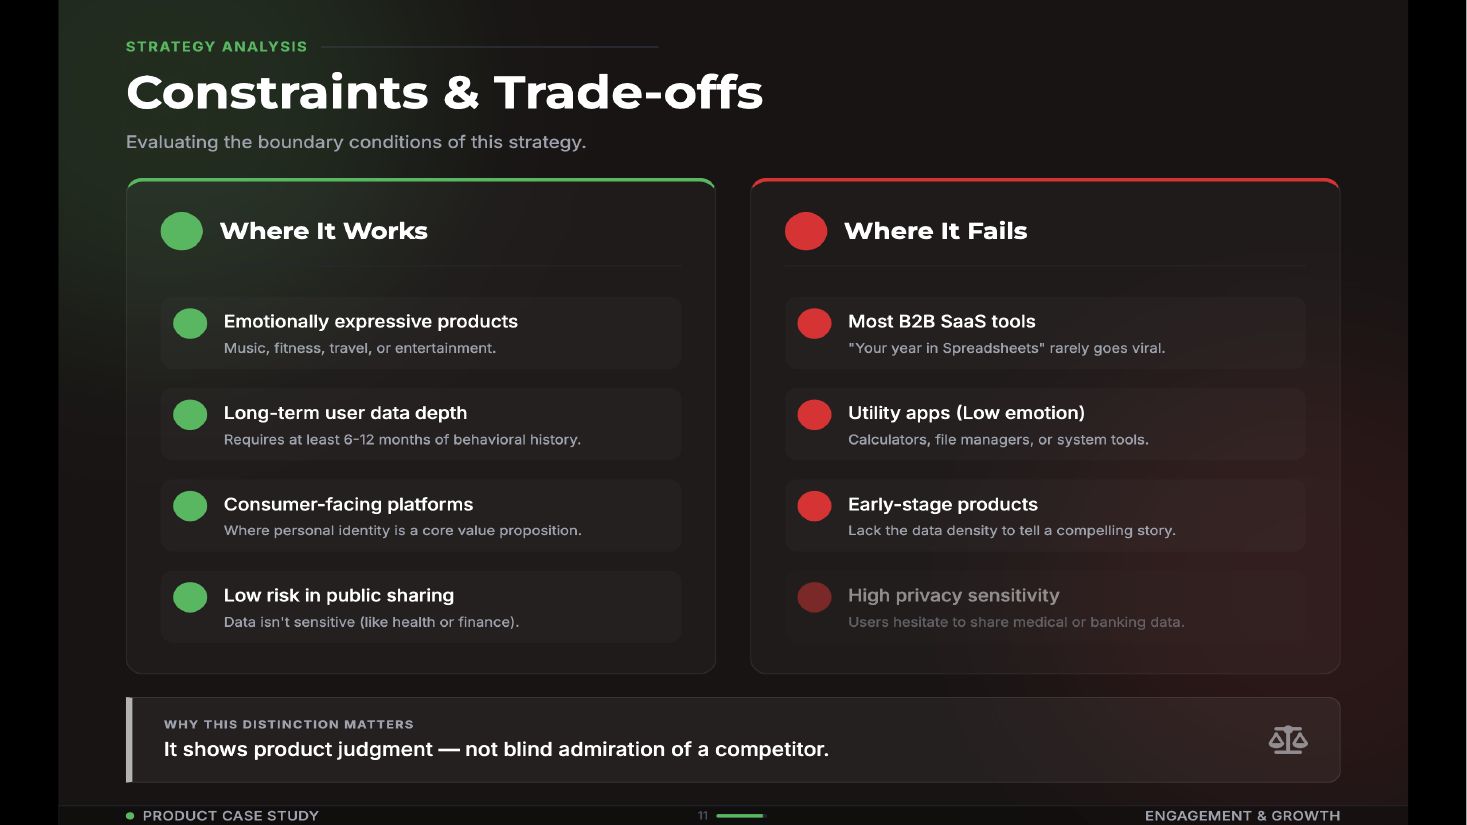 STRATEGY ANALYSIS
Constraints & Trade-offs
Evaluating the boundary conditions of this strategy.
Where It Works
Emotionally expressive products
Music, fitness, travel, or entertainment.
Long-term user data depth
Requires at least 6-12 months of behavioral history.
Consumer-facing platforms
Where personal identity is a core value proposition.
Low risk in public sharing
Data isn't sensitive (like health or finance).
Where It Fails
Most B2B SaaS tools
"Your year in Spreadsheets" rarely goes viral.
Utility apps (Low emotion)
Calculators, file managers, or system tools.
Early-stage products
Lack the data density to tell a compelling story.
High privacy sensitivity
Users hesitate to share medical or banking data.
WHY THIS DISTINCTION MATTERS
It shows product judgment — not blind admiration of a competitor.
PRODUCT CASE STUDY
11
ENGAGEMENT & GROWTH